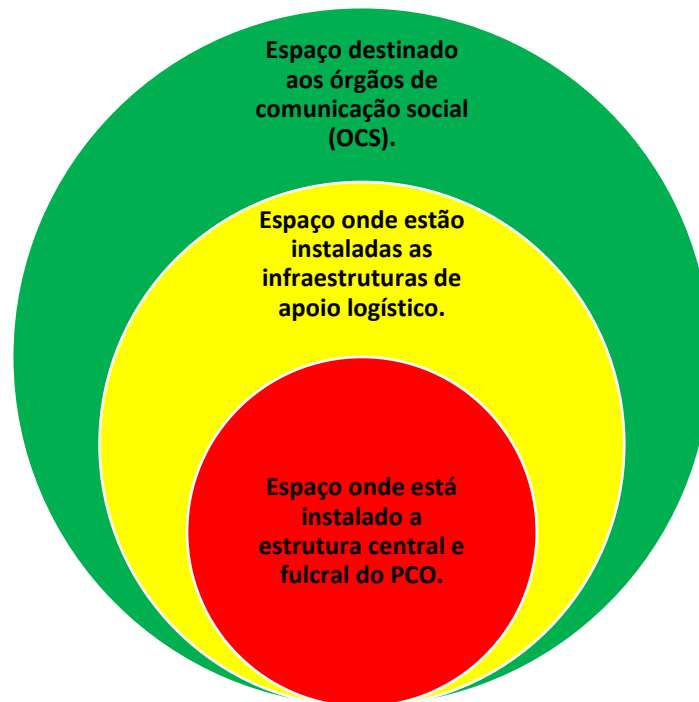 Espaço destinado
aos órgãos de
comunicação social
(OCS).
Espaço onde estão
instaladas as
infraestruturas de
apoio logístico.
Espaço onde está
instalado a
estrutura central e
fulcral do PCO.